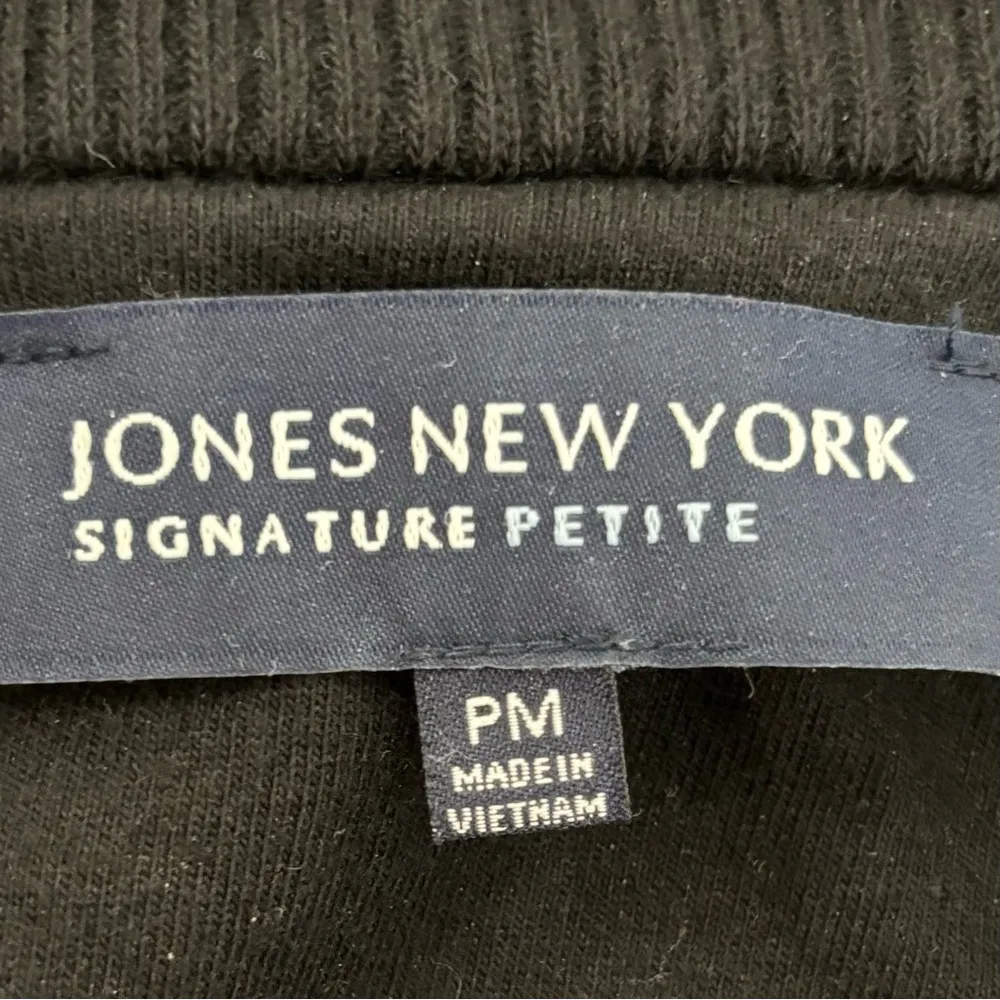 JONES NEW YORK
SIGNATURE PETITE
PM
MADE IN
VIETNAM